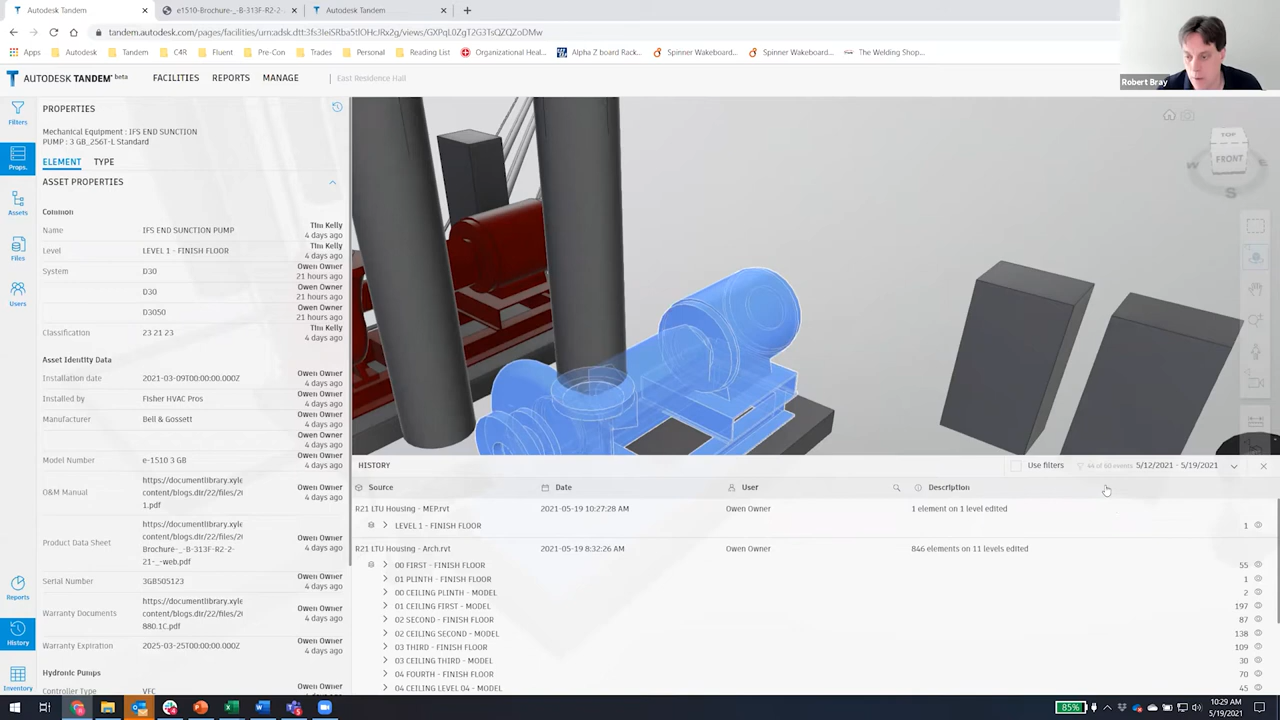 Autodesk Tandem
e1510-Brochure-_-B-313F-R2-2-
Autodesk Tandem
tandem.autodesk.com/pages/facilities/urn:adsk.dtt:3fs3IeiSRba5tlOHcJRx2g/views/GXPqL0ZgT2G3TsQZQZoDMw
Apps
Autodesk
Tandem
C4R
Fluent
Pre-Con
Trades
Personal
Reading List
Organizational Heal...
Alpha Z board Rack...
Spinner Wakeboard...
Spinner Wakeboard...
The Welding Shop...
Robert Bray
AUTODESK TANDEM beta
FACILITIES
REPORTS
MANAGE
East Residence Hall
Filters
Props.
Assets
Files
Users
Reports
History
Inventory
PROPERTIES
Mechanical Equipment : IFS END SUNCTION
PUMP : 3 GB_256T-L Standard
ELEMENT TYPE
ASSET PROPERTIES
Common
Name IFS END SUNCTION PUMP Tim Kelly
4 days ago
Level LEVEL 1 - FINISH FLOOR Tim Kelly
4 days ago
System D30 Owen Owner
21 hours ago
D30 Owen Owner
21 hours ago
D3050 Owen Owner
21 hours ago
Classification 23 21 23 Tim Kelly
4 days ago
Asset Identity Data
Installation date 2021-03-09T00:00:00.000Z Owen Owner
4 days ago
Installed by Fisher HVAC Pros Owen Owner
4 days ago
Manufacturer Bell & Gossett Owen Owner
4 days ago
Owen Owner
4 days ago
Model Number e-1510 3 GB Owen Owner
4 days ago
O&M Manual https://documentlibrary.xyle
content/blogs.dir/22/files/20
1.pdf
Owen Owner
4 days ago
Product Data Sheet https://documentlibrary.xyle
content/blogs.dir/22/files/20
Brochure-_-B-313F-R2-2-
21-_-web.pdf
Owen Owner
4 days ago
Serial Number 3GBS05123 Owen Owner
4 days ago
Warranty Documents https://documentlibrary.xyle
content/blogs.dir/22/files/20
880.1C.pdf
Owen Owner
4 days ago
Warranty Expiration 2025-03-25T00:00:00.000Z Owen Owner
4 days ago
Hydronic Pumps
Controller Type VFC Owen Owner
TOP
FRONT
W
S
HISTORY
Use filters
44 of 60 events
5/12/2021 - 5/19/2021
Source Date User Description
R21 LTU Housing - MEP.rvt 2021-05-19 10:27:28 AM Owen Owner 1 element on 1 level edited
LEVEL 1 - FINISH FLOOR 1
R21 LTU Housing - Arch.rvt 2021-05-19 8:32:26 AM Owen Owner 846 elements on 11 levels edited
00 FIRST - FINISH FLOOR 55
01 PLINTH - FINISH FLOOR 1
00 CEILING PLINTH - MODEL 2
01 CEILING FIRST - MODEL 197
02 SECOND - FINISH FLOOR 87
02 CEILING SECOND - MODEL 138
03 THIRD - FINISH FLOOR 109
03 CEILING THIRD - MODEL 30
04 FOURTH - FINISH FLOOR 70
04 CEILING LEVEL 04 - MODEL 45
85%
10:29 AM
5/19/2021